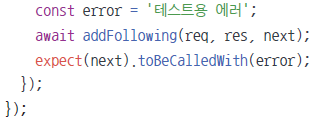 const error = '테스트용 에러';
await addFollowing(req, res, next);
expect(next).toBeCalledWith(error);
});
});